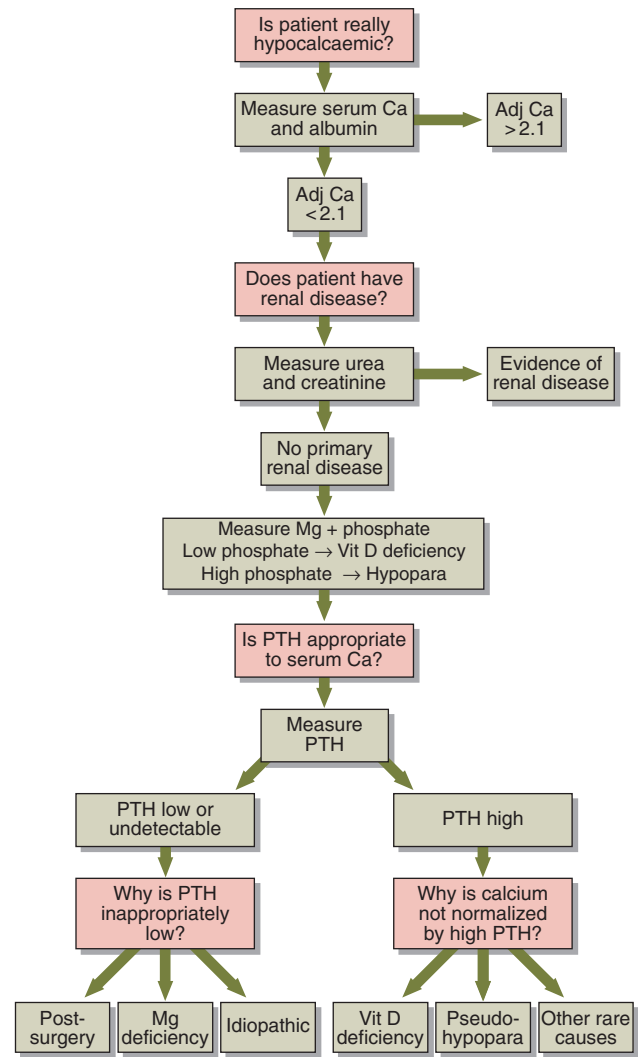 Is patient really
hypocalcaemic?
Measure serum Ca
and albumin
Adj Ca
>2.1
Adj Ca
<2.1
Does patient have
renal disease?
Measure urea
and creatinine
Evidence of
renal disease
No primary
renal disease
Measure Mg + phosphate
Low phosphate → Vit D deficiency
High phosphate → Hypopara
Is PTH appropriate
to serum Ca?
Measure
PTH
PTH low or
undetectable
PTH high
Why is PTH
inappropriately
low?
Why is calcium
not normalized
by high PTH?
Post-
surgery
Mg
deficiency
Idiopathic
Vit D
deficiency
Pseudo-
hypopara
Other rare
causes